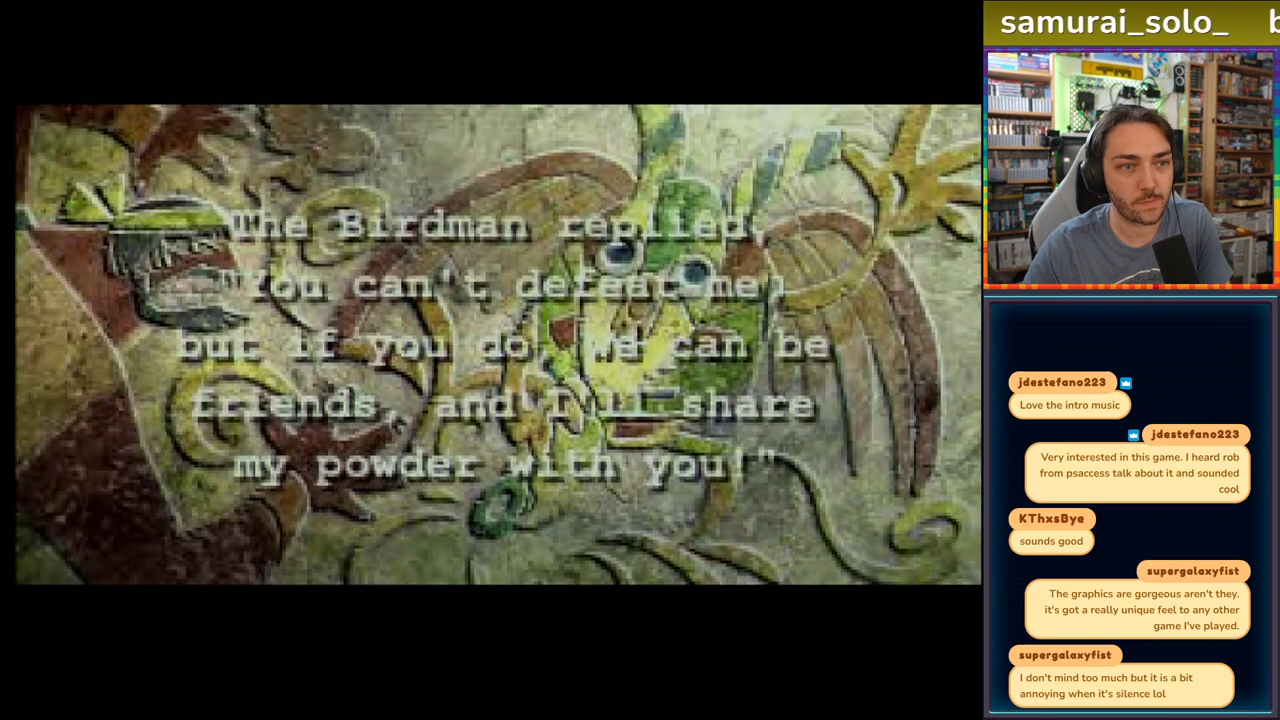 samurai_solo_ b
The Birdman replied,
"You can't defeat me,
but if you do, we can be
friends, and I'll share
my powder with you!"
jdestefano223
Love the intro music
jdestefano223
Very interested in this game. I heard rob
from psaccess talk about it and sounded
cool
KThxsBye
sounds good
supergalaxyfist
The graphics are gorgeous aren't they.
it's got a really unique feel to any other
game I've played.
supergalaxyfist
I don't mind too much but it is a bit
annoying when it's silence lol